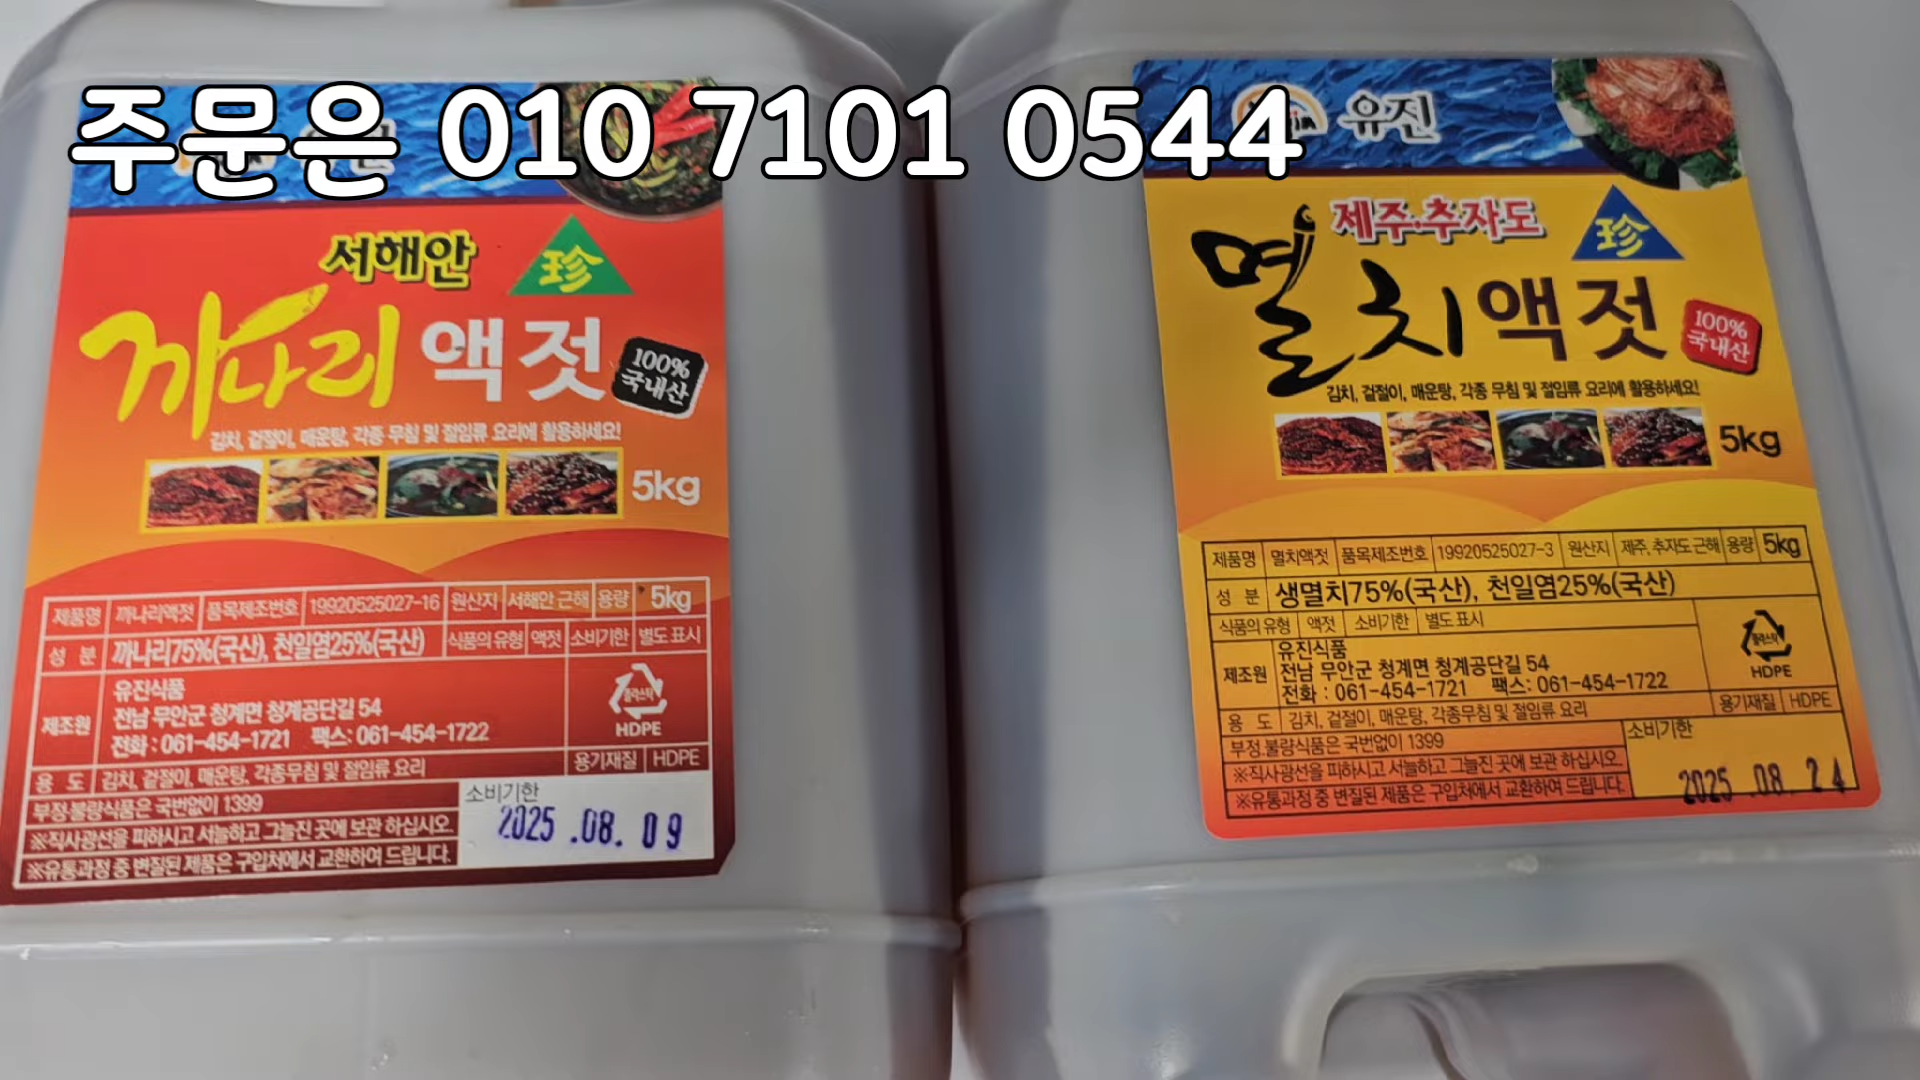 주문은 010 7101 0544
서해안
珍
까나리 액젓
100%
국내산
김치, 겉절이, 매운탕, 각종 무침 및 절임류 요리에 활용하세요!
5kg
제품명 까나리액젓 품목제조번호 19920525027-16 원산지 서해안 근해 용량 5kg
성 분 까나리75%(국산), 천일염25%(국산) 식품의 유형 액젓 소비기한 별도 표시
제조원
유진식품
전남 무안군 청계면 청계공단길 54
전화 : 061-454-1721 팩스: 061-454-1722
플라스틱
HDPE
용 도 김치, 겉절이, 매운탕, 각종무침 및 절임류 요리 용기재질 HDPE
부정·불량식품은 국번없이 1399
※직사광선을 피하시고 서늘하고 그늘진 곳에 보관 하십시오.
※유통과정 중 변질된 제품은 구입처에서 교환하여 드립니다.
소비기한
2025 .08. 09
유진
제주·추자도
珍
멸치액젓
100%
국내산
김치, 겉절이, 매운탕, 각종 무침 및 절임류 요리에 활용하세요!
5kg
제품명 멸치액젓 품목제조번호 19920525027-3 원산지 제주, 추자도 근해 용량 5kg
성 분 생멸치75%(국산), 천일염25%(국산)
식품의 유형 액젓 소비기한 별도 표시
제조원
유진식품
전남 무안군 청계면 청계공단길 54
전화 : 061-454-1721 팩스: 061-454-1722
플라스틱
HDPE
용 도 김치, 겉절이, 매운탕, 각종무침 및 절임류 요리 용기재질 HDPE
부정·불량식품은 국번없이 1399
※직사광선을 피하시고 서늘하고 그늘진 곳에 보관 하십시오.
※유통과정 중 변질된 제품은 구입처에서 교환하여 드립니다.
소비기한
2025 .08. 24